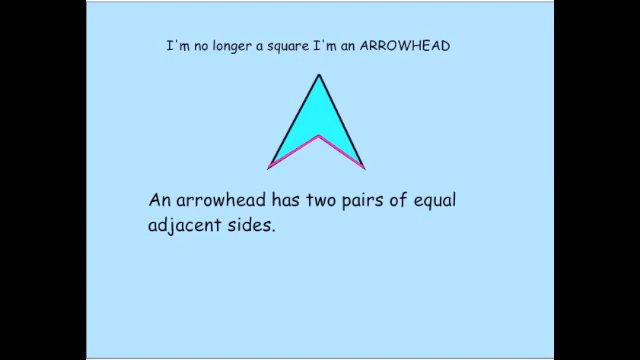 I'm no longer a square I'm an ARROWHEAD
An arrowhead has two pairs of equal
adjacent sides.